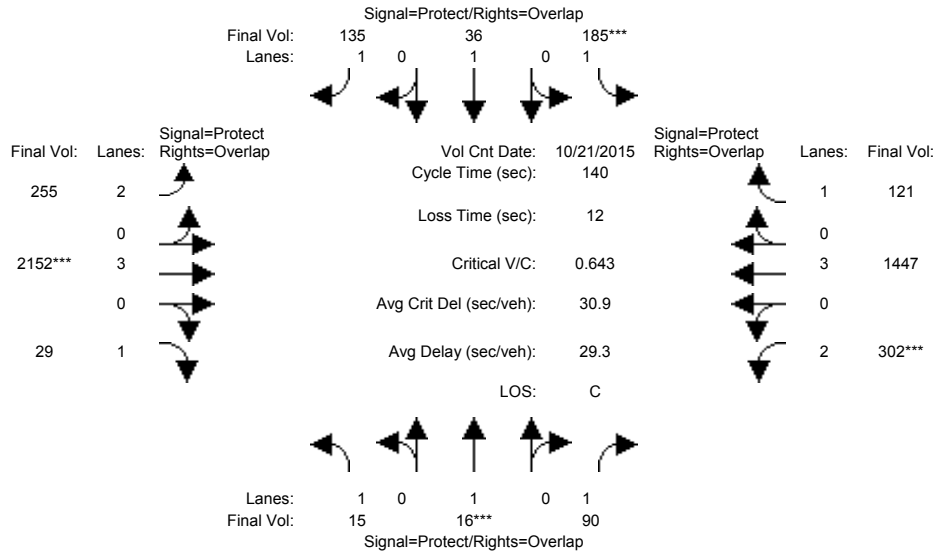 Signal=Protect/Rights=Overlap
Final Vol: 135 36 185***
Lanes: 1 0 1 0 1
Signal=Protect
Final Vol: Lanes: Rights=Overlap
Vol Cnt Date: 10/21/2015
Signal=Protect
Rights=Overlap Lanes: Final Vol:
Cycle Time (sec): 140
255 2
1 121
Loss Time (sec): 12
0
0
2152*** 3
Critical V/C: 0.643
3 1447
0
Avg Crit Del (sec/veh): 30.9
0
29 1
Avg Delay (sec/veh): 29.3
2 302***
LOS: C
Lanes: 1 0 1 0 1
Final Vol: 15 16*** 90
Signal=Protect/Rights=Overlap